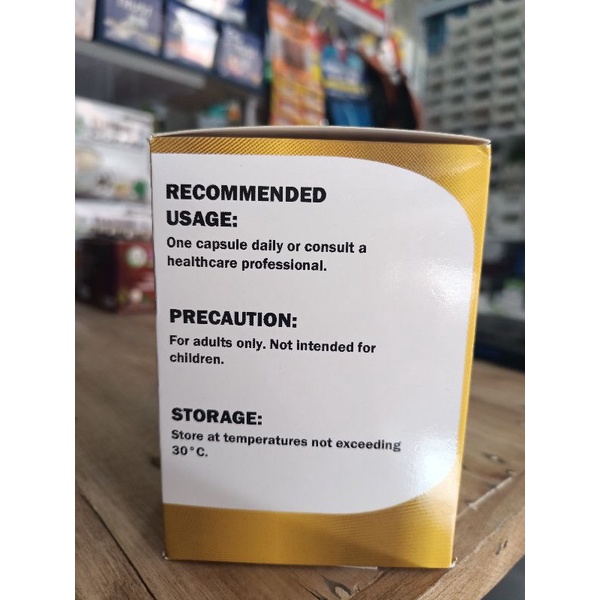 RECOMMENDED
USAGE:
One capsule daily or consult a
healthcare professional.
PRECAUTION:
For adults only. Not intended for
children.
STORAGE:
Store at temperatures not exceeding
30°C.